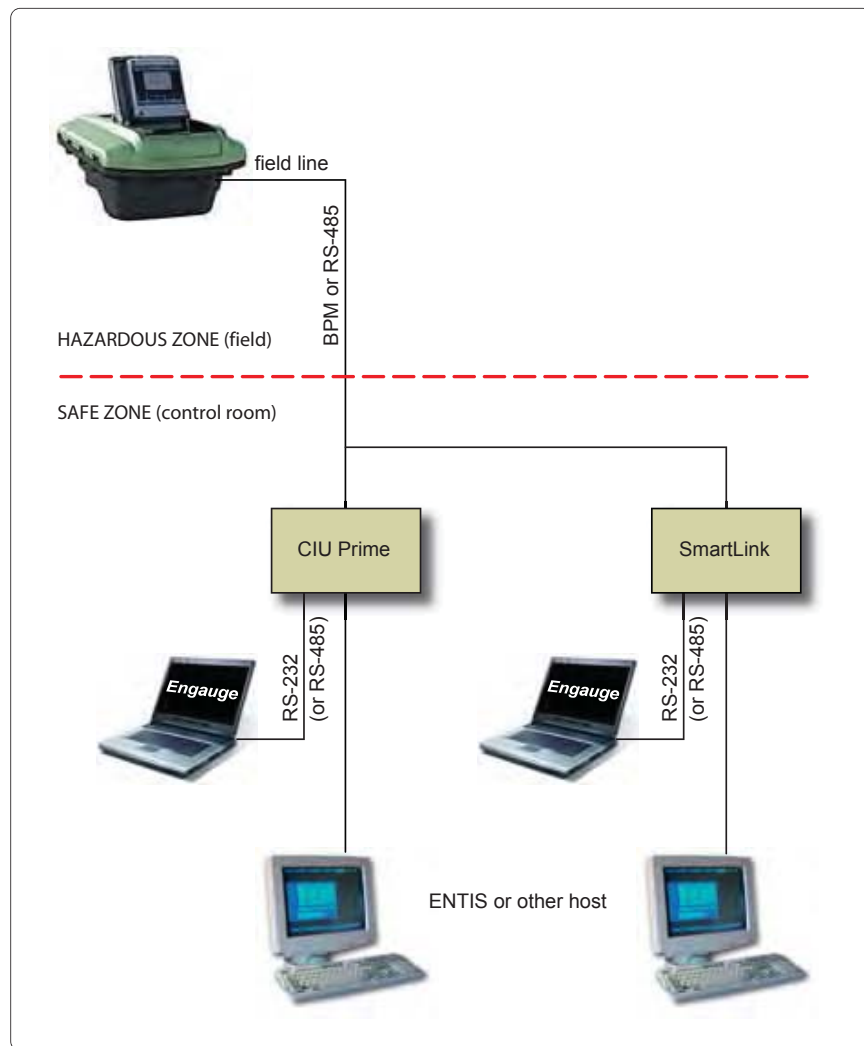 field line
BPM or RS-485
HAZARDOUS ZONE (field)
SAFE ZONE (control room)
CIU Prime
SmartLink
Engauge
RS-232
(or RS-485)
Engauge
RS-232
(or RS-485)
ENTIS or other host